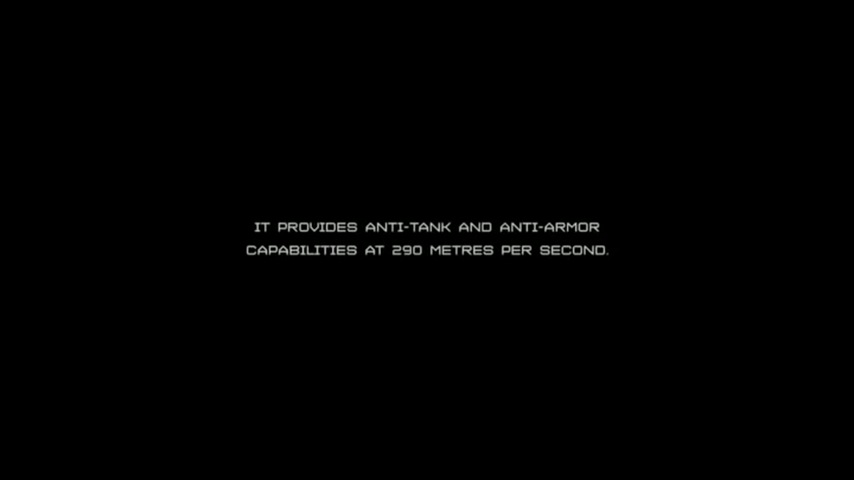 IT PROVIDES ANTI-TANK AND ANTI-ARMOR
CAPABILITIES AT 290 METRES PER SECOND.